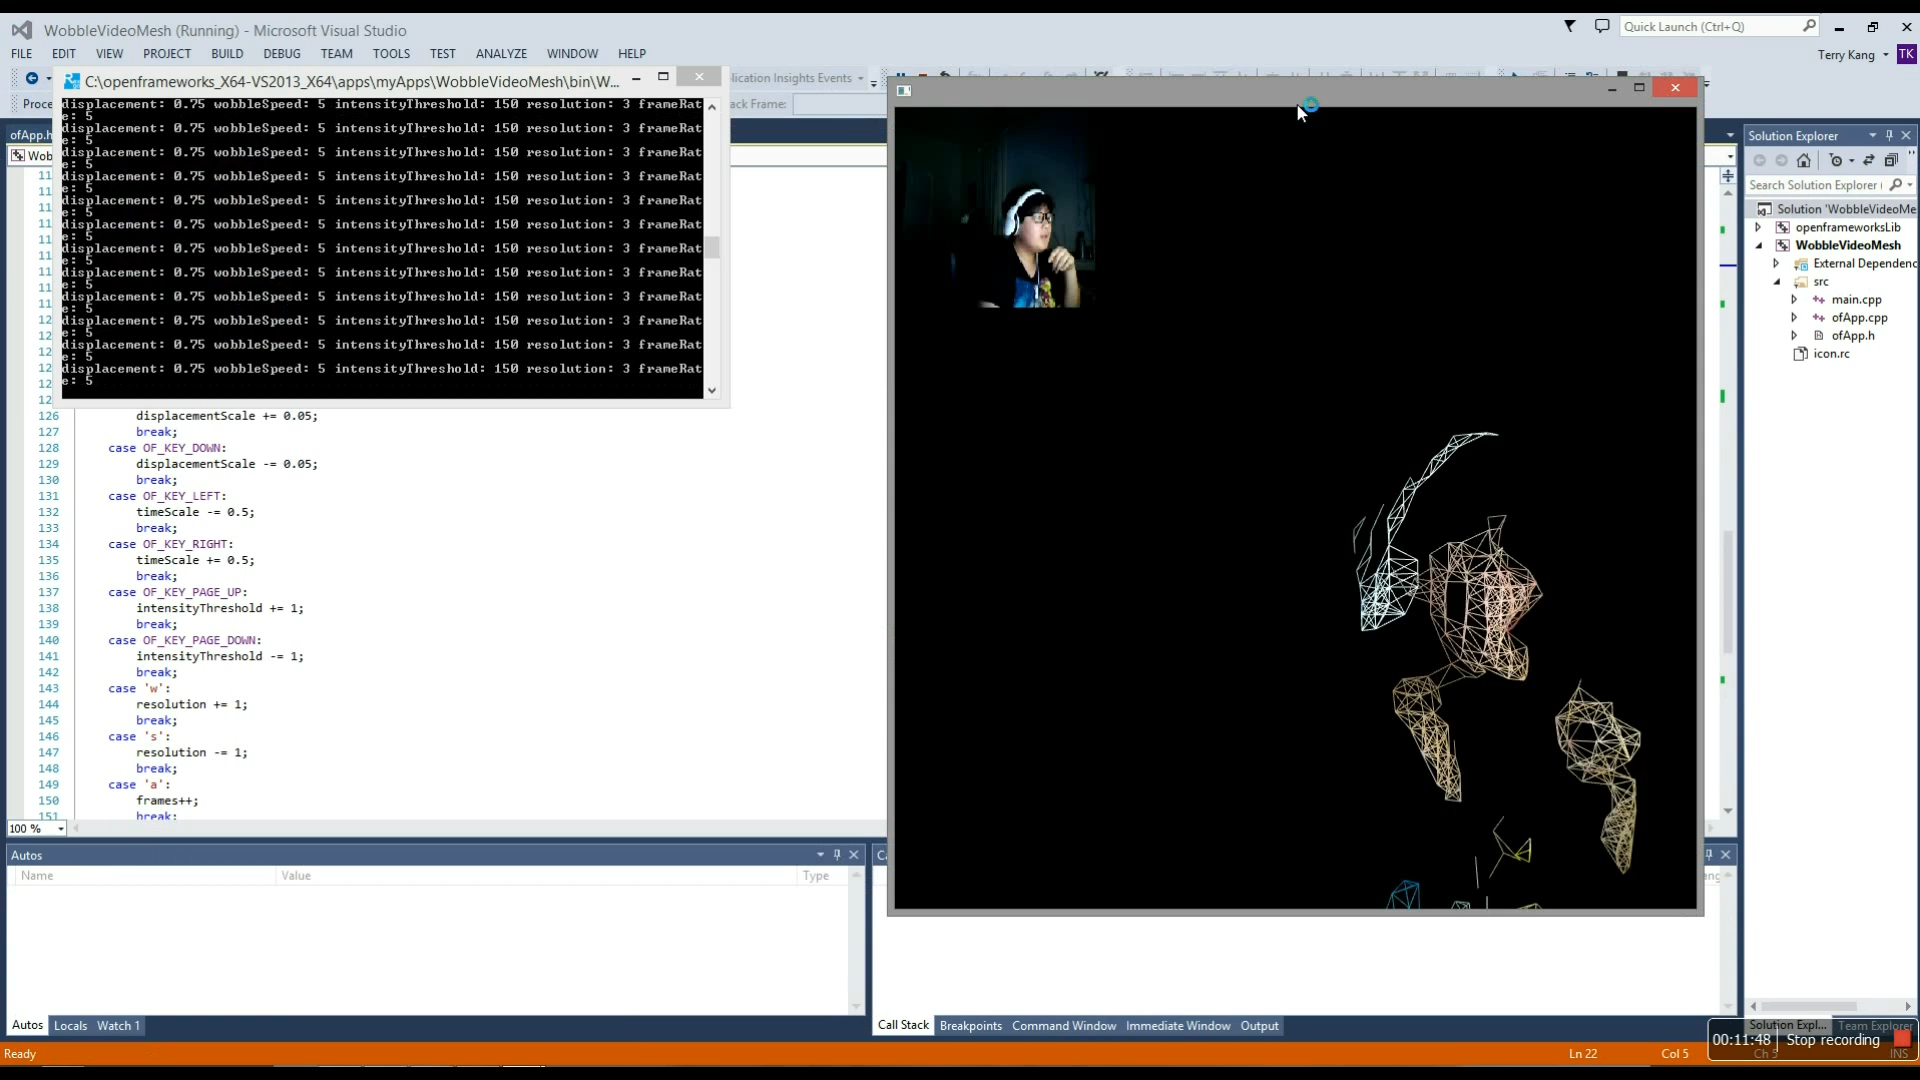 WobbleVideoMesh (Running) - Microsoft Visual Studio
Quick Launch (Ctrl+Q)
FILE EDIT VIEW PROJECT BUILD DEBUG TEAM TOOLS TEST ANALYZE WINDOW HELP
Terry Kang TK
C:\openframeworks_X64-VS2013_X64\apps\myApps\WobbleVideoMesh\bin\W...
lication Insights Events
Proce
ack Frame:
displacement: 0.75 wobbleSpeed: 5 intensityThreshold: 150 resolution: 3 frameRat
e: 5
displacement: 0.75 wobbleSpeed: 5 intensityThreshold: 150 resolution: 3 frameRat
e: 5
displacement: 0.75 wobbleSpeed: 5 intensityThreshold: 150 resolution: 3 frameRat
e: 5
displacement: 0.75 wobbleSpeed: 5 intensityThreshold: 150 resolution: 3 frameRat
e: 5
displacement: 0.75 wobbleSpeed: 5 intensityThreshold: 150 resolution: 3 frameRat
e: 5
displacement: 0.75 wobbleSpeed: 5 intensityThreshold: 150 resolution: 3 frameRat
e: 5
displacement: 0.75 wobbleSpeed: 5 intensityThreshold: 150 resolution: 3 frameRat
e: 5
displacement: 0.75 wobbleSpeed: 5 intensityThreshold: 150 resolution: 3 frameRat
e: 5
displacement: 0.75 wobbleSpeed: 5 intensityThreshold: 150 resolution: 3 frameRat
e: 5
displacement: 0.75 wobbleSpeed: 5 intensityThreshold: 150 resolution: 3 frameRat
e: 5
displacement: 0.75 wobbleSpeed: 5 intensityThreshold: 150 resolution: 3 frameRat
e: 5
displacement: 0.75 wobbleSpeed: 5 intensityThreshold: 150 resolution: 3 frameRat
e: 5
ofApp.h
Wob
126 displacementScale += 0.05;
127 break;
128 case OF_KEY_DOWN:
129 displacementScale -= 0.05;
130 break;
131 case OF_KEY_LEFT:
132 timeScale -= 0.5;
133 break;
134 case OF_KEY_RIGHT:
135 timeScale += 0.5;
136 break;
137 case OF_KEY_PAGE_UP:
138 intensityThreshold += 1;
139 break;
140 case OF_KEY_PAGE_DOWN:
141 intensityThreshold -= 1;
142 break;
143 case 'w':
144 resolution += 1;
145 break;
146 case 's':
147 resolution -= 1;
148 break;
149 case 'a':
150 frames++;
151 break;
100 %
Solution Explorer
Search Solution Explorer (
Solution 'WobbleVideoMe
openframeworksLib
WobbleVideoMesh
External Dependenc
src
main.cpp
ofApp.cpp
ofApp.h
icon.rc
Autos
Name Value Type
Autos Locals Watch 1
Call Stack Breakpoints Command Window Immediate Window Output
Solution Expl... Team Explorer
00:11:48 Stop recording
Ready
Ln 22 Col 5 Ch 5 INS